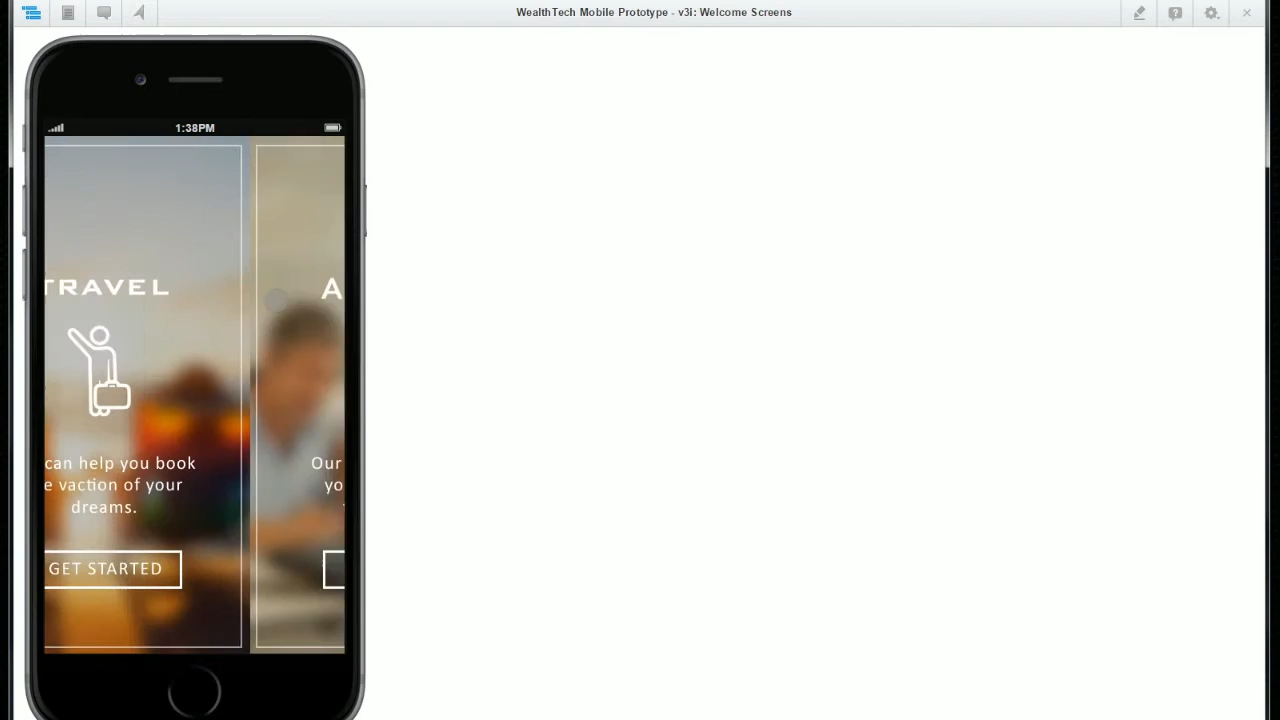 WealthTech Mobile Prototype - v3i: Welcome Screens
1:38PM
TRAVEL
can help you book
e vaction of your
dreams.
GET STARTED
A
Our
yo